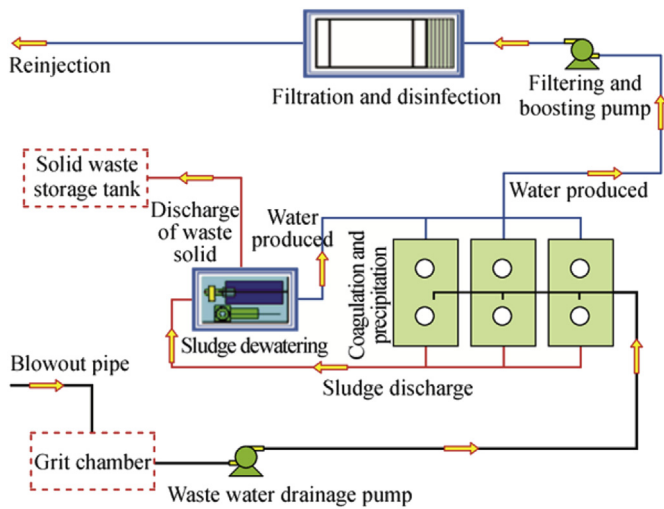 Reinjection
Filtration and disinfection
Filtering and
boosting pump
Solid waste
storage tank
Discharge
of waste
solid
Water
produced
Water produced
Coagulation and
precipitation
Sludge dewatering
Sludge discharge
Blowout pipe
Grit chamber
Waste water drainage pump